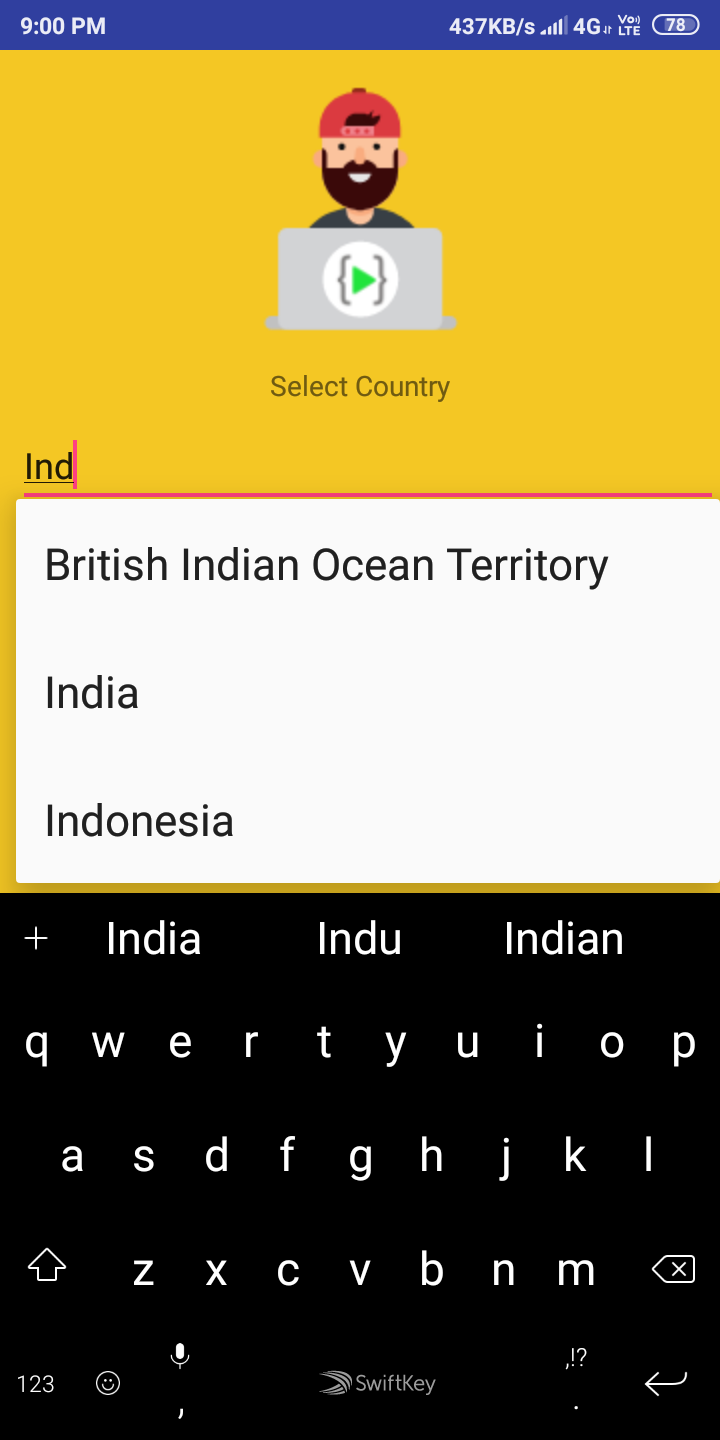 9:00 PM 437KB/s 4G Vo) LTE 78
Select Country
Ind
British Indian Ocean Territory
India
Indonesia
+ India Indu Indian
q w e r t y u i o p
a s d f g h j k l
z x c v b n m
,!?
123 , SwiftKey .